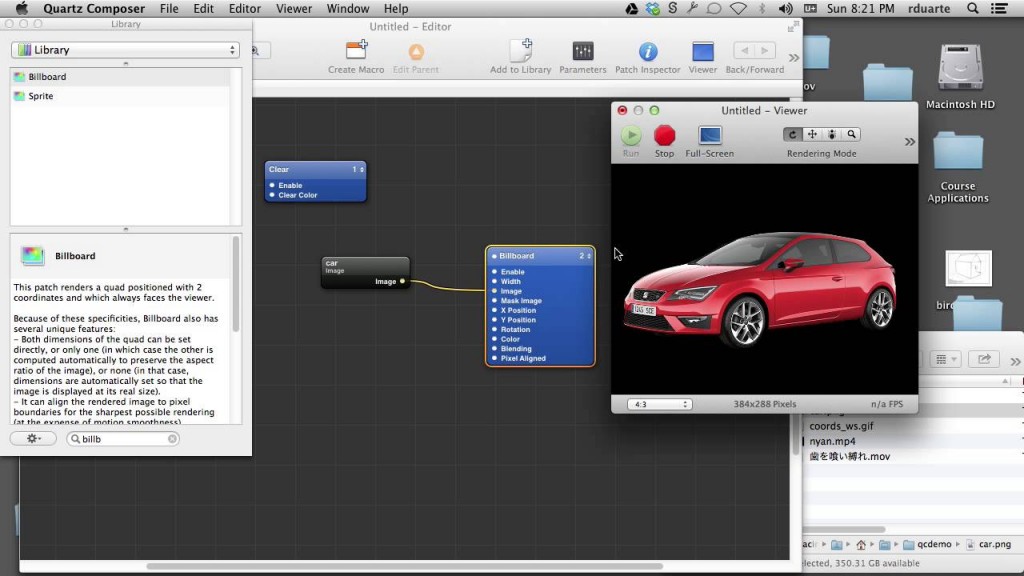 Quartz Composer File Edit Editor Viewer Window Help Sun 8:21 PM rduarte
Library
Library
Billboard
Sprite
Billboard
This patch renders a quad positioned with 2
coordinates and which always faces the viewer.
Because of these specificities, Billboard also has
several unique features:
- Both dimensions of the quad can be set
directly, or only one (in which case the other is
computed automatically to preserve the aspect
ratio of the image), or none (in that case,
dimensions are automatically set so that the
image is displayed at its real size).
- It can align the rendered image to pixel
boundaries for the sharpest possible rendering
(at the expense of motion smoothness)
billb
Untitled - Editor
Create Macro Edit Parent Add to Library Parameters Patch Inspector Viewer Back/Forward
Clear 1
Enable
Clear Color
car
Image
Image
Billboard 2
Enable
Width
Image
Mask Image
X Position
Y Position
Rotation
Color
Blending
Pixel Aligned
Untitled - Viewer
Run Stop Full-Screen Rendering Mode
4:3 384x288 Pixels n/a FPS
ov
Macintosh HD
Course
Applications
bird
coords_ws.gif
nyan.mp4
歯を喰い縛れ.mov
qcdemo car.png
elected, 350.31 GB available